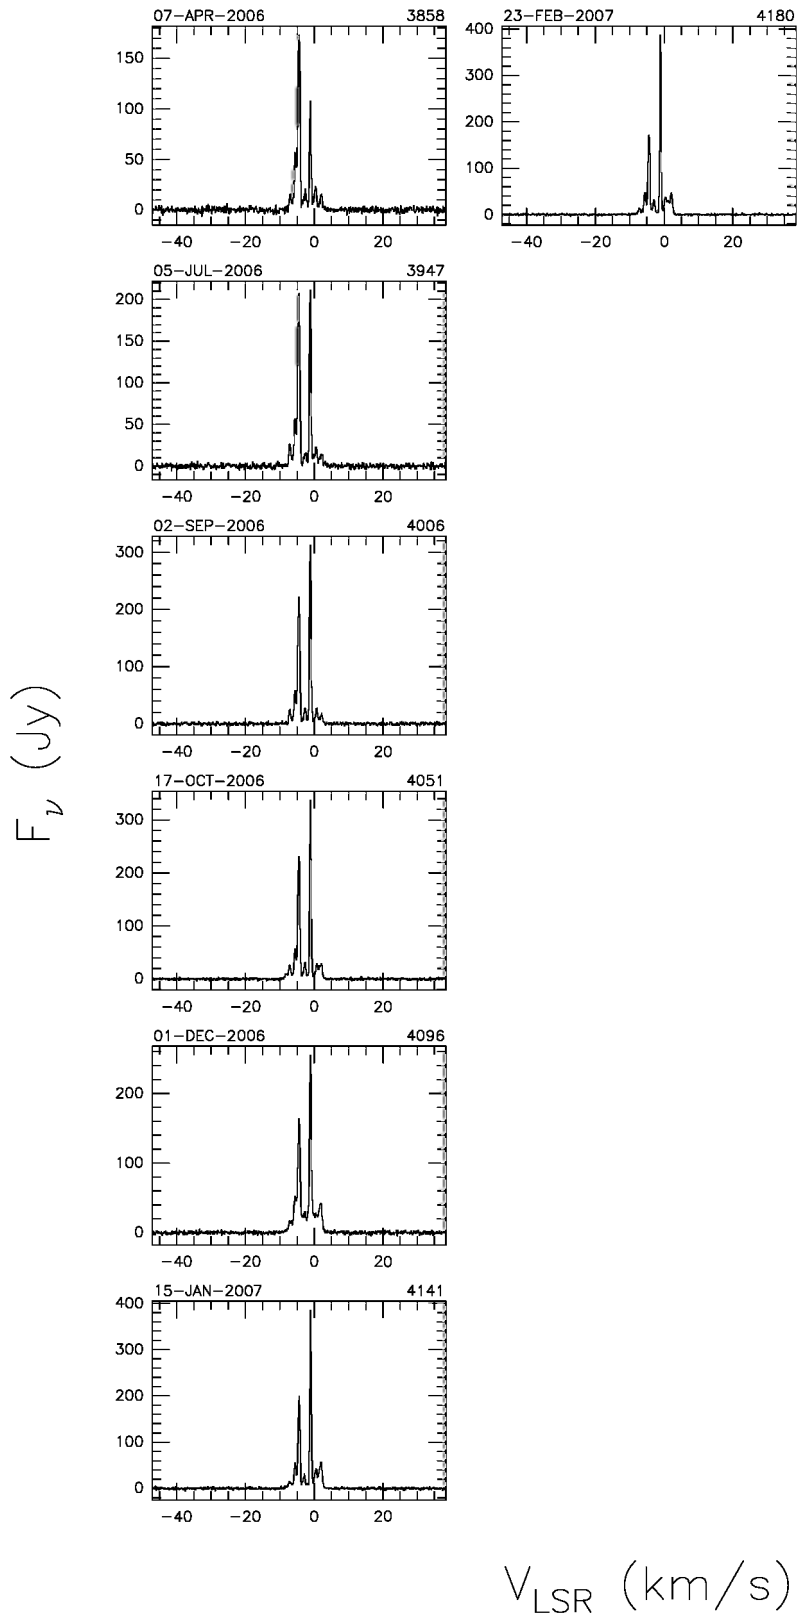 07-APR-2006 3858
150
100
50
0
-40 -20 0 20
23-FEB-2007 4180
400
300
200
100
0
-40 -20 0 20
05-JUL-2006 3947
200
150
100
50
0
-40 -20 0 20
02-SEP-2006 4006
300
200
100
0
-40 -20 0 20
17-OCT-2006 4051
300
200
100
0
-40 -20 0 20
01-DEC-2006 4096
200
100
0
-40 -20 0 20
15-JAN-2007 4141
400
300
200
100
0
-40 -20 0 20
Fν (Jy)
VLSR (km/s)